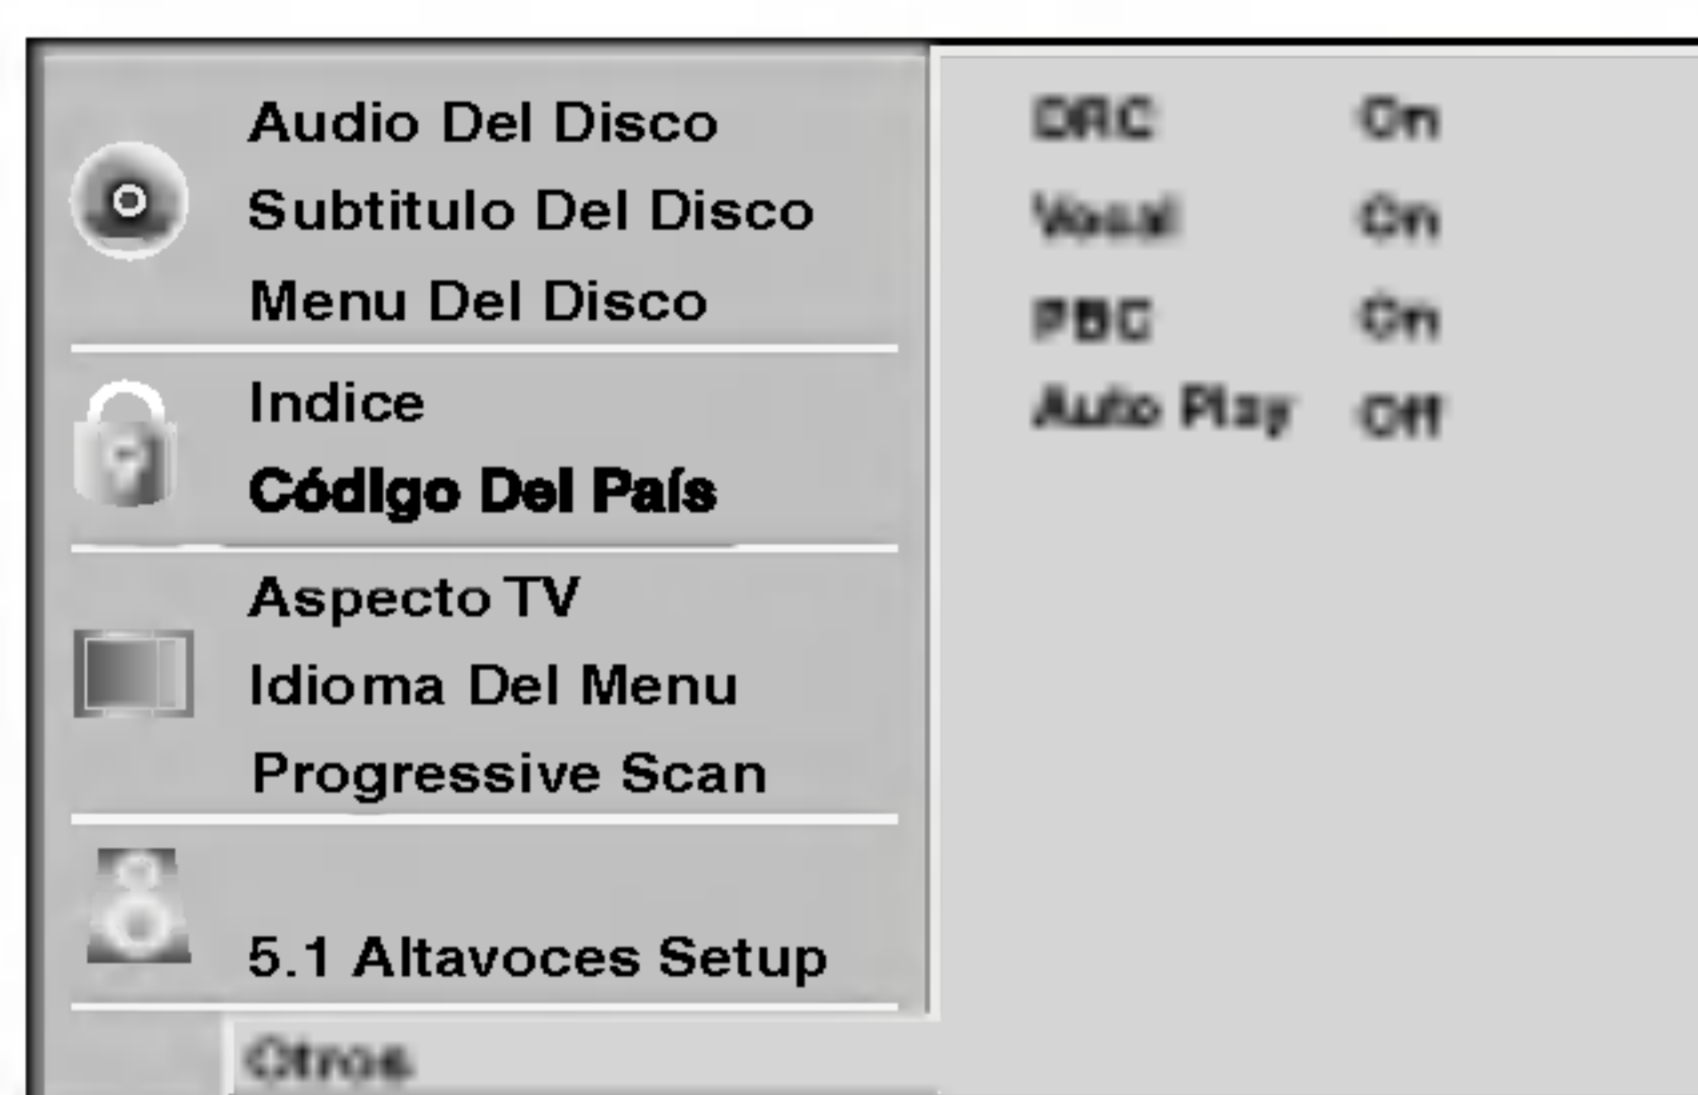 Audio Del Disco
Subtitulo Del Disco
Menu Del Disco
Indice
Código Del País
Aspecto TV
Idioma Del Menu
Progressive Scan
5.1 Altavoces Setup
Otros
DRC On
Vocal On
PBC On
Auto Play Off